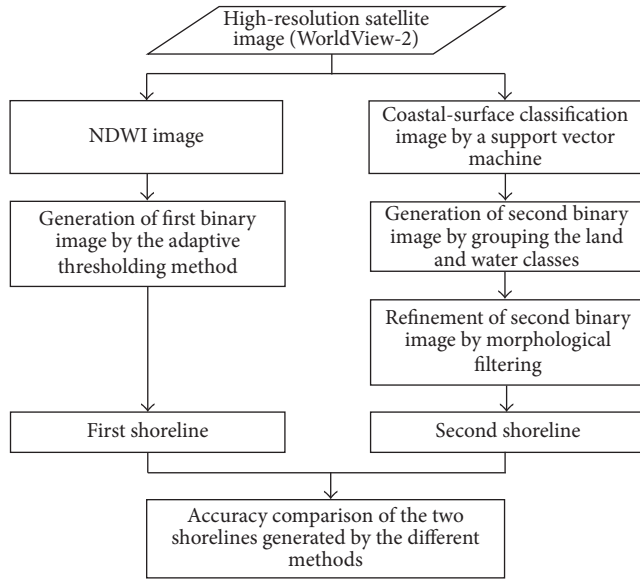 High-resolution satellite
image (WorldView-2)
NDWI image
Generation of first binary
image by the adaptive
thresholding method
First shoreline
Coastal-surface classification
image by a support vector
machine
Generation of second binary
image by grouping the land
and water classes
Refinement of second binary
image by morphological
filtering
Second shoreline
Accuracy comparison of the two
shorelines generated by the different
methods